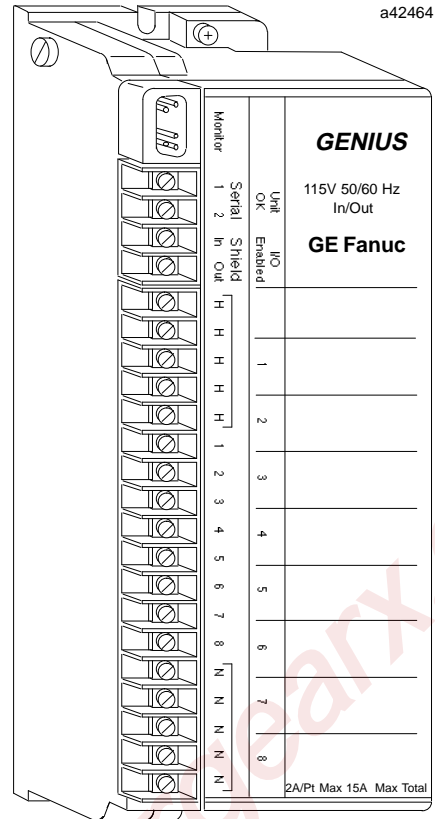 a42464
GENIUS
115V 50/60 Hz
In/Out
GE Fanuc
Monitor
Serial
1 2
Shield
In Out
Unit
OK
I/O
Enabled
H
H
H
H
H
1
2
3
4
5
6
7
8
N
N
N
N
N
1
2
3
4
5
6
7
8
2A/Pt Max 15A Max Total